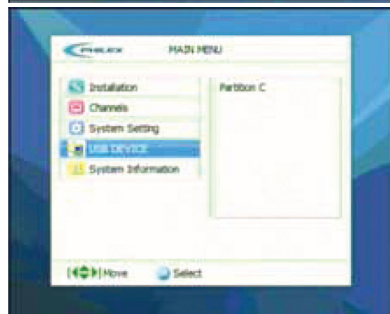 PHILEX MAIN MENU
Installation
Channels
System Setting
USB DEVICE
System Information
Partition C
Move Select